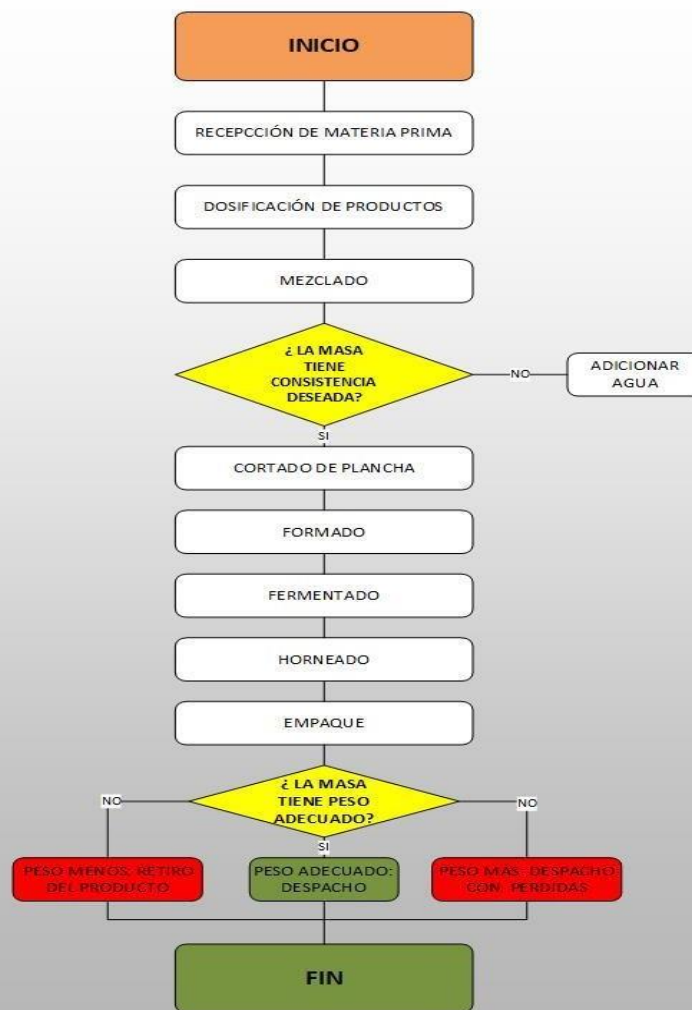 INICIO
RECEPCCIÓN DE MATERIA PRIMA
DOSIFICACIÓN DE PRODUCTOS
MEZCLADO
¿ LA MASA
TIENE
CONSISTENCIA
DESEADA?
NO
ADICIONAR
AGUA
SI
CORTADO DE PLANCHA
FORMADO
FERMENTADO
HORNEADO
EMPAQUE
¿ LA MASA
TIENE PESO
ADECUADO?
NO
NO
SI
PESO MENOS: RETIRO
DEL PRODUCTO
PESO ADECUADO:
DESPACHO
PESO MAS: DESPACHO
CON PERDIDAS
FIN